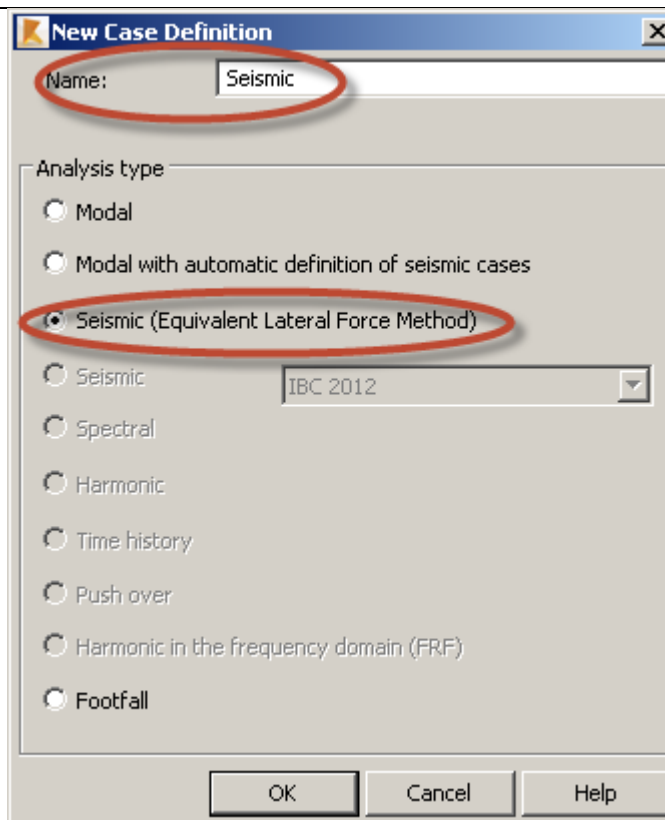 New Case Definition
Name: Seismic
Analysis type
Modal
Modal with automatic definition of seismic cases
Seismic (Equivalent Lateral Force Method)
Seismic IBC 2012
Spectral
Harmonic
Time history
Push over
Harmonic in the frequency domain (FRF)
Footfall
OK Cancel Help